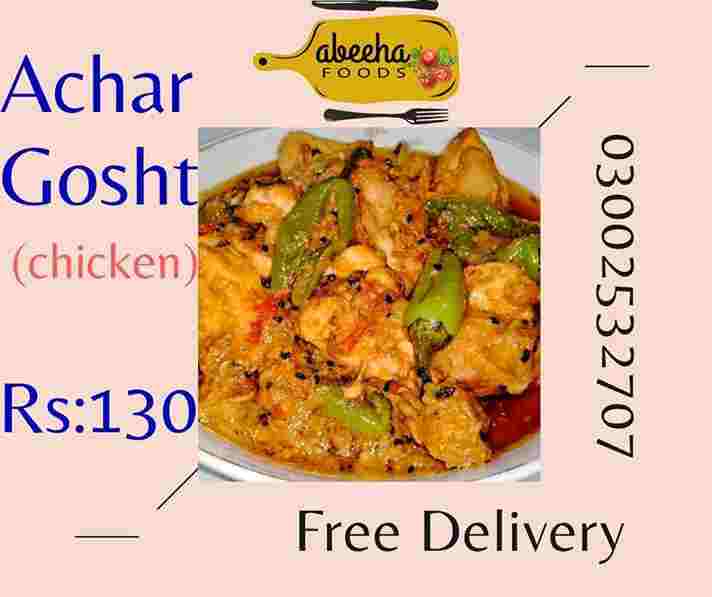 abeeha
FOODS
Achar
Gosht
(chicken)
Rs:130
03002532707
Free Delivery